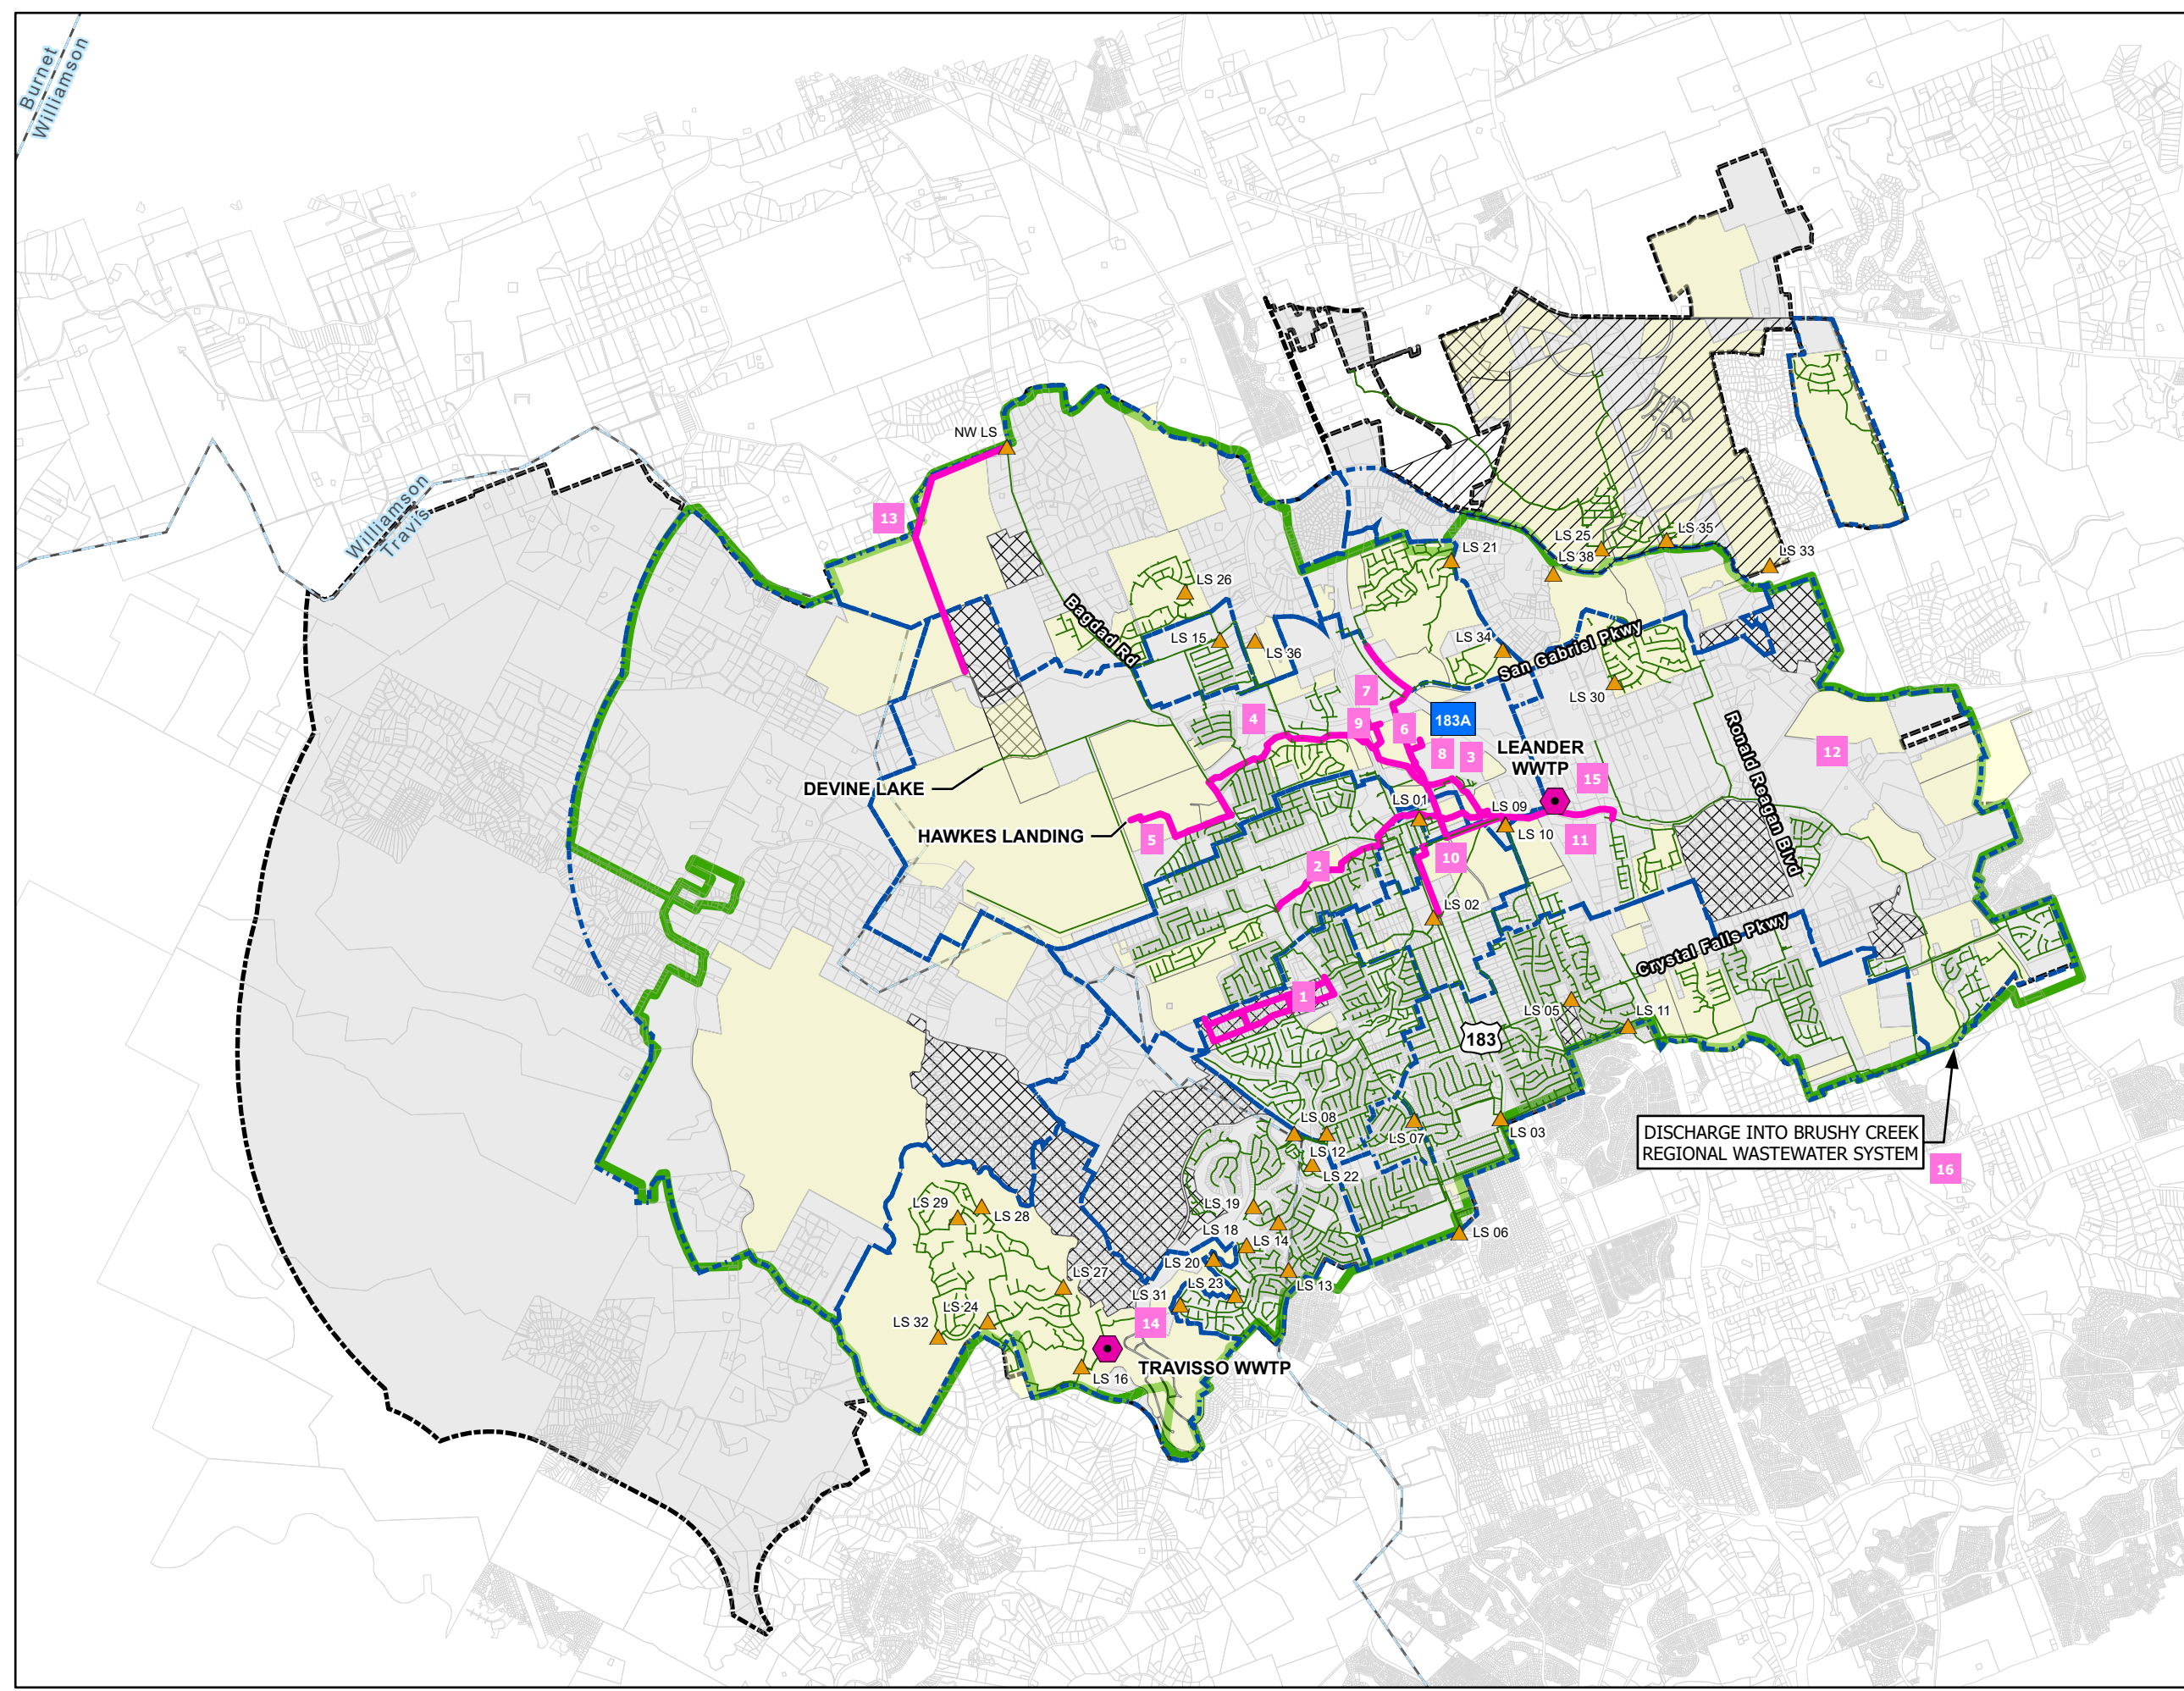 Burnet
Williamson
NW LS
13
Williamson
Travis
LS 21
LS 25
LS 35
LS 38
LS 33
LS 26
Bagdad Rd
LS 15
LS 36
LS 34
San Gabriel Pkwy
LS 30
7
4
9
6
183A
8
3
LEANDER
WWTP
15
Ronald Reagan Blvd
12
DEVINE LAKE
HAWKES LANDING
5
LS 01
LS 09
LS 10
11
10
2
LS 02
Crystal Falls Pkwy
1
LS 05
LS 11
183
LS 08
LS 07
LS 03
LS 12
LS 22
DISCHARGE INTO BRUSHY CREEK
REGIONAL WASTEWATER SYSTEM
16
LS 29
LS 28
LS 19
LS 18
LS 14
LS 06
LS 20
LS 27
LS 23
LS 13
LS 31
LS 24
LS 32
14
TRAVISSO WWTP
LS 16